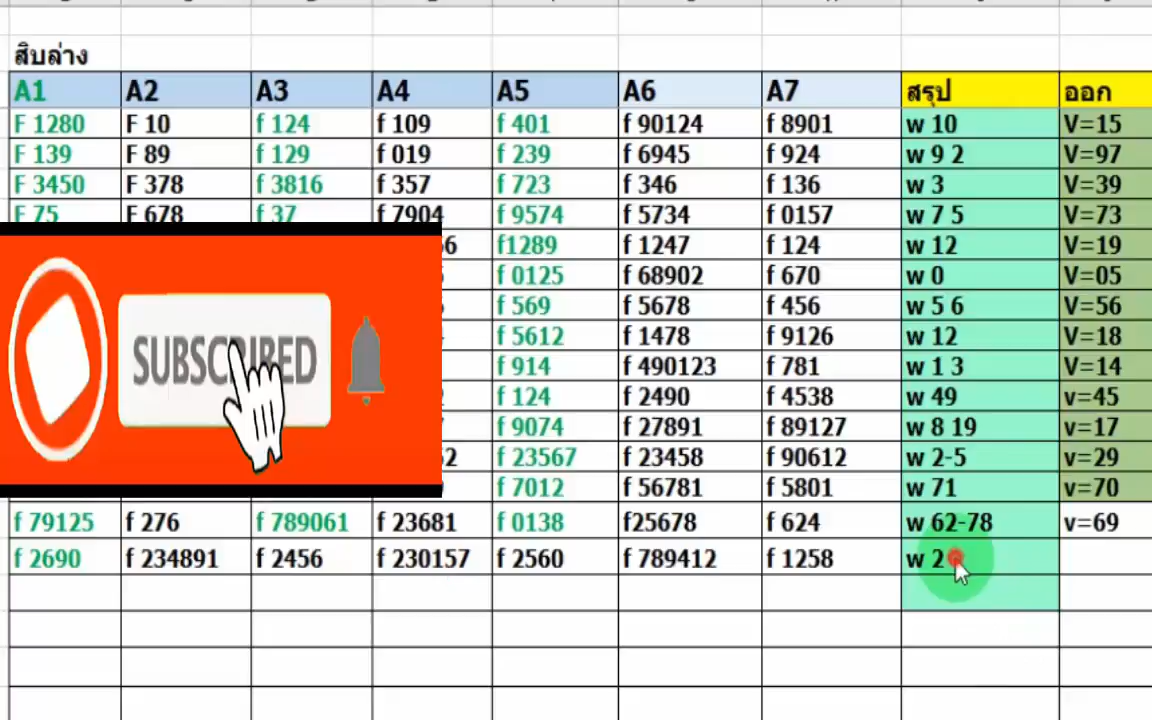 สิบล่าง
A1 A2 A3 A4 A5 A6 A7 สรุป ออก
F 1280 F 10 f 124 f 109 f 401 f 90124 f 8901 w 10 V=15
F 139 F 89 f 129 f 019 f 239 f 6945 f 924 w 9 2 V=97
F 3450 F 378 f 3816 f 357 f 723 f 346 f 136 w 3 V=39
F 75 F 678 f 37 f 7904 f 9574 f 5734 f 0157 w 7 5 V=73
f1289 f 1247 f 124 w 12 V=19
f 0125 f 68902 f 670 w 0 V=05
f 569 f 5678 f 456 w 5 6 V=56
f 5612 f 1478 f 9126 w 12 V=18
SUBSCRIBED
f 914 f 490123 f 781 w 1 3 V=14
f 124 f 2490 f 4538 w 49 v=45
f 9074 f 27891 f 89127 w 8 19 v=17
f 23567 f 23458 f 90612 w 2-5 v=29
f 7012 f 56781 f 5801 w 71 v=70
f 79125 f 276 f 789061 f 23681 f 0138 f25678 f 624 w 62-78 v=69
f 2690 f 234891 f 2456 f 230157 f 2560 f 789412 f 1258 w 2